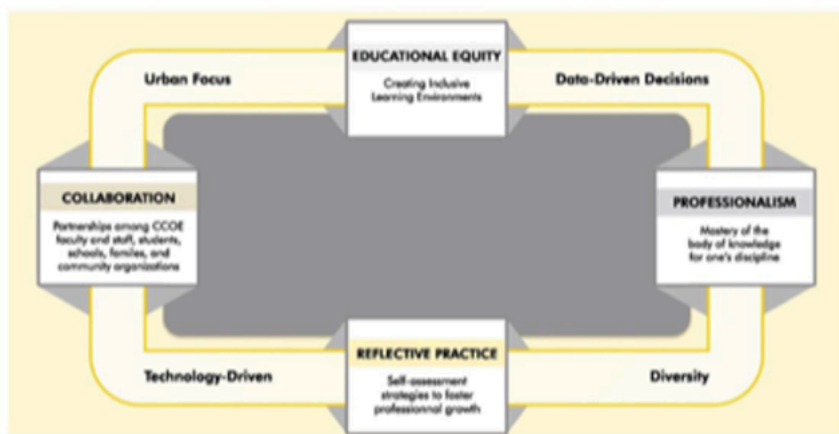 EDUCATIONAL EQUITY
Creating Inclusive
Learning Environments
Urban Focus
Data-Driven Decisions
COLLABORATION
Partnerships among CCOE
faculty and staff, students,
schools, familes, and
community organizations
PROFESSIONALISM
Mastery of the
body of knowledge
for one's discipline
REFLECTIVE PRACTICE
Self-assessment
strategies to foster
professionnal growth
Technology-Driven
Diversity